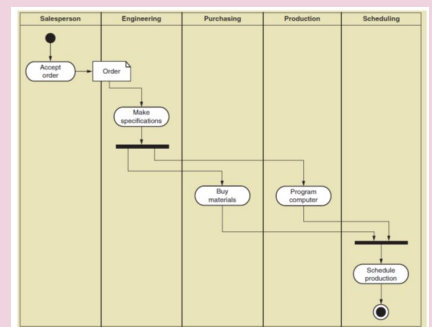 Salesperson
Engineering
Purchasing
Production
Scheduling
Accept
order
Order
Make
specifications
Buy
materials
Program
computer
Schedule
production